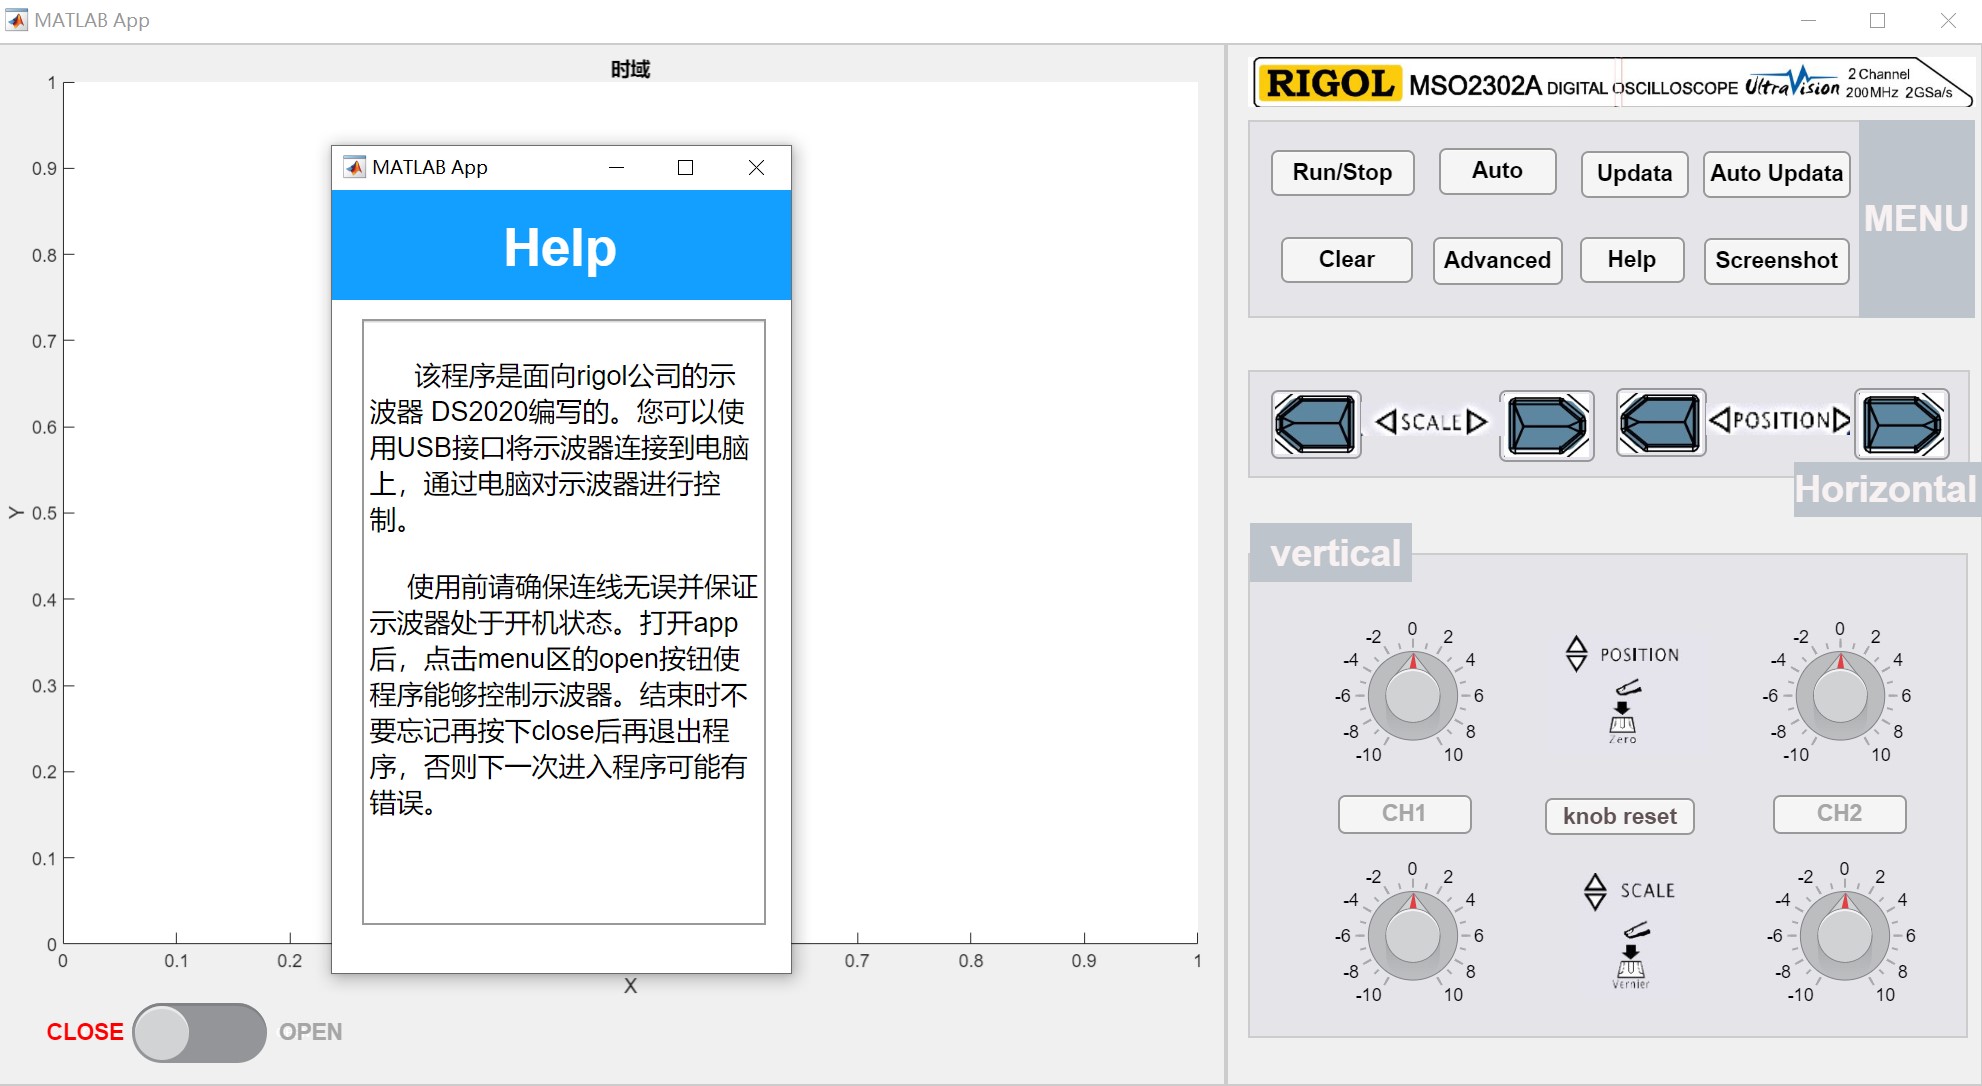 MATLAB App
时域
1
0.9
0.8
0.7
0.6
0.5
0.4
0.3
0.2
0.1
0
Y
0 0.1 0.2 0.7 0.8 0.9 1
X
CLOSE OPEN
MATLAB App
Help
该程序是面向rigol公司的示
波器 DS2020编写的。您可以使
用USB接口将示波器连接到电脑
上，通过电脑对示波器进行控
制。
使用前请确保连线无误并保证
示波器处于开机状态。打开app
后，点击menu区的open按钮使
程序能够控制示波器。结束时不
要忘记再按下close后再退出程
序，否则下一次进入程序可能有
错误。
RIGOL MSO2302A DIGITAL OSCILLOSCOPE UltraVision 2 Channel
200MHz 2GSa/s
Run/Stop Auto Updata Auto Updata
MENU
Clear Advanced Help Screenshot
SCALE POSITION
Horizontal
vertical
-10 -8 -6 -4 -2 0 2 4 6 8 10
POSITION
Zero
-10 -8 -6 -4 -2 0 2 4 6 8 10
CH1 knob reset CH2
-10 -8 -6 -4 -2 0 2 4 6 8 10
SCALE
Vernier
-10 -8 -6 -4 -2 0 2 4 6 8 10